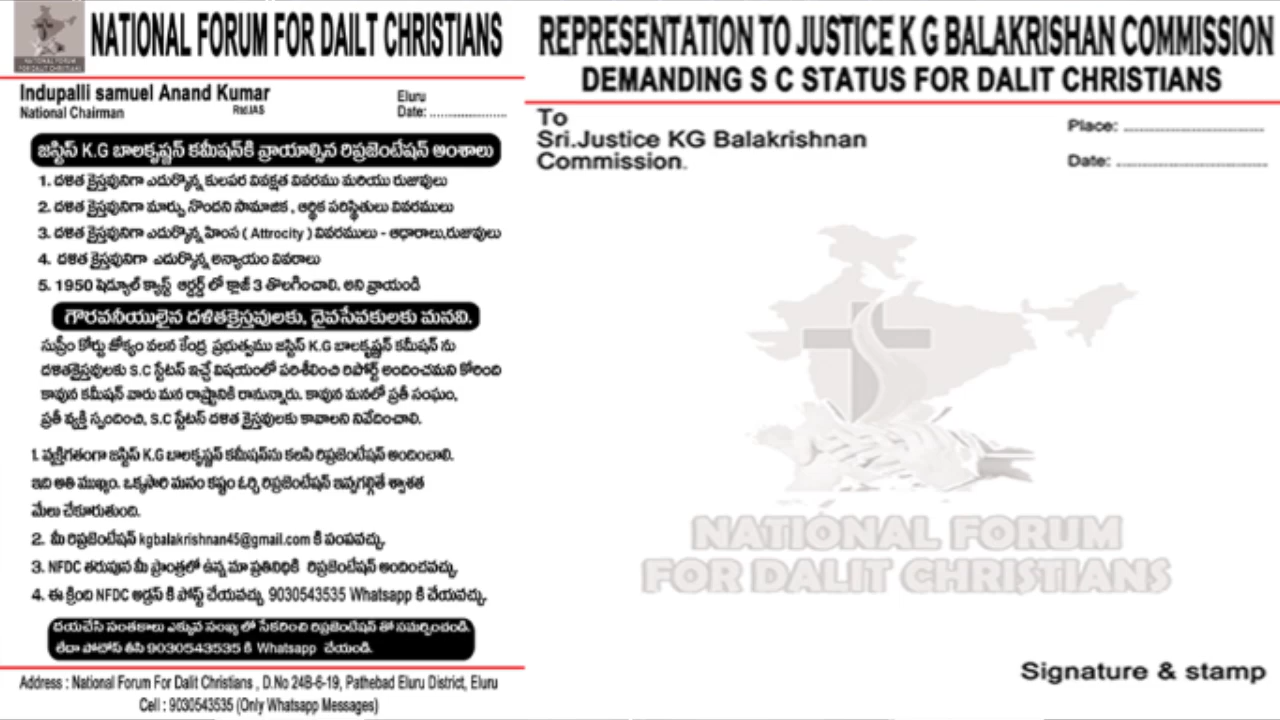 NATIONAL FORUM FOR DALIT CHRISTIANS
NATIONAL FORUM FOR DAILT CHRISTIANS
Indupalli samuel Anand Kumar
Rtd.IAS
National Chairman
Eluru
Date: ......................
జస్టిస్ K.G బాలకృష్ణన్ కమీషన్‌కి వ్రాయాల్సిన రిప్రజెంటేషన్ అంశాలు
1. దళిత క్రైస్తవునిగా ఎదుర్కొన్న కులపర వివక్షత వివరము మరియు రుజువులు
2. దళిత క్రైస్తవునిగా మార్పు నొందని సామాజిక , ఆర్థిక పరిస్థితులు వివరములు
3. దళిత క్రైస్తవునిగా ఎదుర్కొన్న హింస ( Attrocity ) వివరములు - ఆధారాలు,రుజువులు
4. దళిత క్రైస్తవునిగా ఎదుర్కొన్న అన్యాయం వివరాలు
5. 1950 షెడ్యూల్ క్యాస్ట్ ఆర్డర్డ్ లో క్లాజ్ 3 తొలగించాలి. అని వ్రాయండి
గౌరవనీయులైన దళితక్రైస్తవులకు, దైవసేవకులకు మనవి.
సుప్రీం కోర్టు జోక్యం వలన కేంద్ర ప్రభుత్వము జస్టిస్ K.G బాలకృష్ణన్ కమీషన్ ను
దళితక్రైస్తవులకు S.C స్టేటస్ ఇచ్చే విషయంలో పరిశీలించి రిపోర్ట్ అందించమని కోరింది
కావున కమీషన్ వారు మన రాష్ట్రానికి రానున్నారు. కావున మనలో ప్రతీ సంఘం,
ప్రతీ వ్యక్తి స్పందించి, S.C స్టేటస్ దళిత క్రైస్తవులకు కావాలని నివేదించాలి.
1. వ్యక్తిగతంగా జస్టిస్ K.G బాలకృష్ణన్ కమీషన్‌ను కలసి రిప్రజెంటేషన్ అందించాలి.
ఇది అతి ముఖ్యం. ఒక్కసారి మనం కష్టం ఓర్చి రిప్రజెంటేషన్ ఇవ్వగల్గితే శ్వాశత
మేలు చేకూరుతుంది.
2. మీ రిప్రజెంటేషన్ kgbalakrishnan45@gmail.com కి పంపవచ్చు.
3. NFDC తరుపున మీ ప్రాంత్రలో ఉన్న మా ప్రతినిధికి రిప్రజెంటేషన్ అందించవచ్చు.
4. ఈ క్రింది NFDC అడ్రస్ కి పోస్ట్ చేయవచ్చు 9030543535 Whatsapp కి చేయవచ్చు.
దయచేసి సంతకాలు ఎక్కువ సంఖ్య లో సేకరించి రిప్రజెంటేషన్ తో సమర్పించండి.
లేదా ఫొటోస్ తీసి 9030543535 కి Whatsapp చేయండి.
Address : National Forum For Dalit Christians , D.No 24B-6-19, Pathebad Eluru District, Eluru
Cell : 9030543535 (Only Whatsapp Messages)
REPRESENTATION TO JUSTICE K G BALAKRISHAN COMMISSION
DEMANDING S C STATUS FOR DALIT CHRISTIANS
To
Sri.Justice KG Balakrishnan
Commission.
Place: ......................
Date: ......................
NATIONAL FORUM
FOR DALIT CHRISTIANS
Signature & stamp